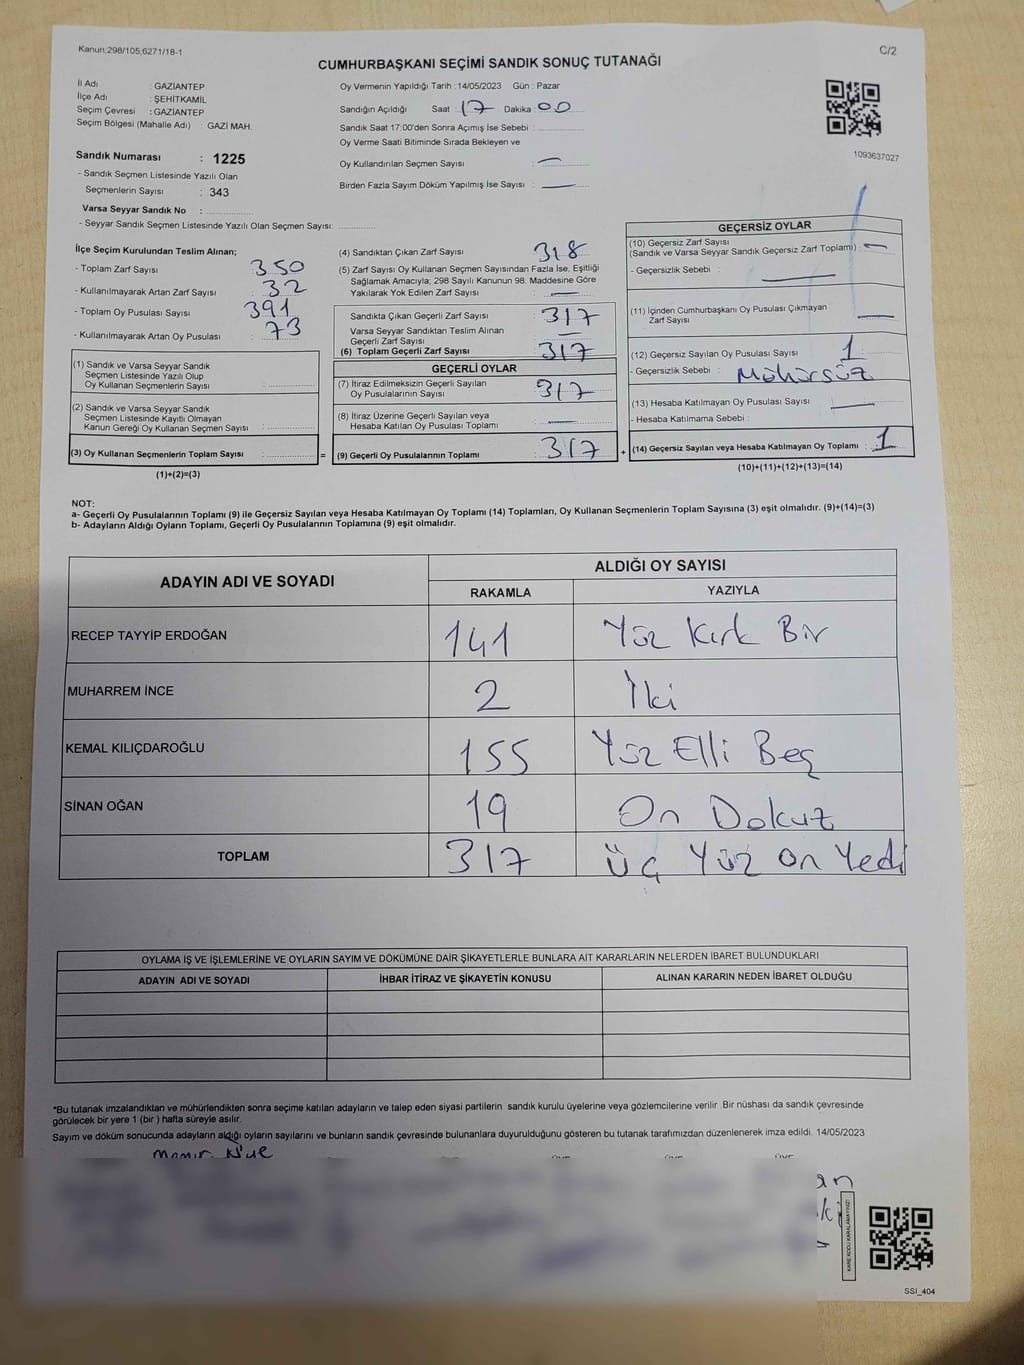 Kanun;298/105,6271/18-1
C/2
CUMHURBAŞKANI SEÇİMİ SANDIK SONUÇ TUTANAĞI
İl Adı : GAZİANTEP
İlçe Adı : ŞEHİTKAMİL
Seçim Çevresi : GAZİANTEP
Seçim Bölgesi (Mahalle Adı) : GAZİ MAH.
Oy Vermenin Yapıldığı Tarih : 14/05/2023 Gün : Pazar
Sandığın Açıldığı Saat : 17 Dakika : 00
Sandık Saat 17:00'den Sonra Açımış İse Sebebi :
Oy Verme Saati Bitiminde Sırada Bekleyen ve
Oy Kullandırılan Seçmen Sayısı : —
Birden Fazla Sayım Döküm Yapılmış İse Sayısı : —
1093637027
Sandık Numarası : 1225
- Sandık Seçmen Listesinde Yazılı Olan
Seçmenlerin Sayısı : 343
Varsa Seyyar Sandık No :
- Seyyar Sandık Seçmen Listesinde Yazılı Olan Seçmen Sayısı:
İlçe Seçim Kurulundan Teslim Alınan;
- Toplam Zarf Sayısı : 350
- Kullanılmayarak Artan Zarf Sayısı : 32
- Toplam Oy Pusulası Sayısı : 391
- Kullanılmayarak Artan Oy Pusulası : 73
(1) Sandık ve Varsa Seyyar Sandık
Seçmen Listesinde Yazılı Olup
Oy Kullanan Seçmenlerin Sayısı :
(2) Sandık ve Varsa Seyyar Sandık
Seçmen Listesinde Kayıtlı Olmayan
Kanun Gereği Oy Kullanan Seçmen Sayısı :
(3) Oy Kullanan Seçmenlerin Toplam Sayısı : =
(1)+(2)=(3)
(4) Sandıktan Çıkan Zarf Sayısı : 318
(5) Zarf Sayısı Oy Kullanan Seçmen Sayısından Fazla İse, Eşitliği
Sağlamak Amacıyla; 298 Sayılı Kanunun 98. Maddesine Göre
Yakılarak Yok Edilen Zarf Sayısı : —
Sandıkta Çıkan Geçerli Zarf Sayısı : 317
Varsa Seyyar Sandıktan Teslim Alınan
Geçerli Zarf Sayısı : —
(6) Toplam Geçerli Zarf Sayısı : 317
GEÇERLİ OYLAR
(7) İtiraz Edilmeksizin Geçerli Sayılan
Oy Pusulalarının Sayısı : 317
(8) İtiraz Üzerine Geçerli Sayılan veya
Hesaba Katılan Oy Pusulası Toplamı : —
(9) Geçerli Oy Pusulalarının Toplamı : 317 +
GEÇERSİZ OYLAR
(10) Geçersiz Zarf Sayısı
(Sandık ve Varsa Seyyar Sandık Geçersiz Zarf Toplamı) : —
- Geçersizlik Sebebi : —
(11) İçinden Cumhurbaşkanı Oy Pusulası Çıkmayan
Zarf Sayısı : —
(12) Geçersiz Sayılan Oy Pusulası Sayısı : 1
- Geçersizlik Sebebi : Mühürsüz
(13) Hesaba Katılmayan Oy Pusulası Sayısı : —
- Hesaba Katılmama Sebebi :
(14) Geçersiz Sayılan veya Hesaba Katılmayan Oy Toplamı : 1
(10)+(11)+(12)+(13)=(14)
NOT:
a- Geçerli Oy Pusulalarının Toplamı (9) ile Geçersiz Sayılan veya Hesaba Katılmayan Oy Toplamı (14) Toplamları, Oy Kullanan Seçmenlerin Toplam Sayısına (3) eşit olmalıdır. (9)+(14)=(3)
b- Adayların Aldığı Oyların Toplamı, Geçerli Oy Pusulalarının Toplamına (9) eşit olmalıdır.
ADAYIN ADI VE SOYADI ALDIĞI OY SAYISI
RAKAMLA YAZIYLA
RECEP TAYYİP ERDOĞAN 141 Yüz Kırk Bir
MUHARREM İNCE 2 İki
KEMAL KILIÇDAROĞLU 155 Yüz Elli Beş
SİNAN OĞAN 19 On Dokuz
TOPLAM 317 Üç Yüz on Yedi
OYLAMA İŞ VE İŞLEMLERİNE VE OYLARIN SAYIM VE DÖKÜMÜNE DAİR ŞİKAYETLERLE BUNLARA AİT KARARLARIN NELERDEN İBARET BULUNDUKLARI
ADAYIN ADI VE SOYADI İHBAR İTİRAZ VE ŞİKAYETİN KONUSU ALINAN KARARIN NEDEN İBARET OLDUĞU
*Bu tutanak imzalandıktan ve mühürlendikten sonra seçime katılan adayların ve talep eden siyasi partilerin sandık kurulu üyelerine veya gözlemcilerine verilir .Bir nüshası da sandık çevresinde
görülecek bir yere 1 (bir ) hafta süreyle asılır.
Sayım ve döküm sonucunda adayların aldığı oyların sayılarını ve bunların sandık çevresinde bulunanlara duyurulduğunu gösteren bu tutanak tarafımızdan düzenlenerek imza edildi. 14/05/2023
KARE KODU KARALAMAYINIZ!
SSI_404